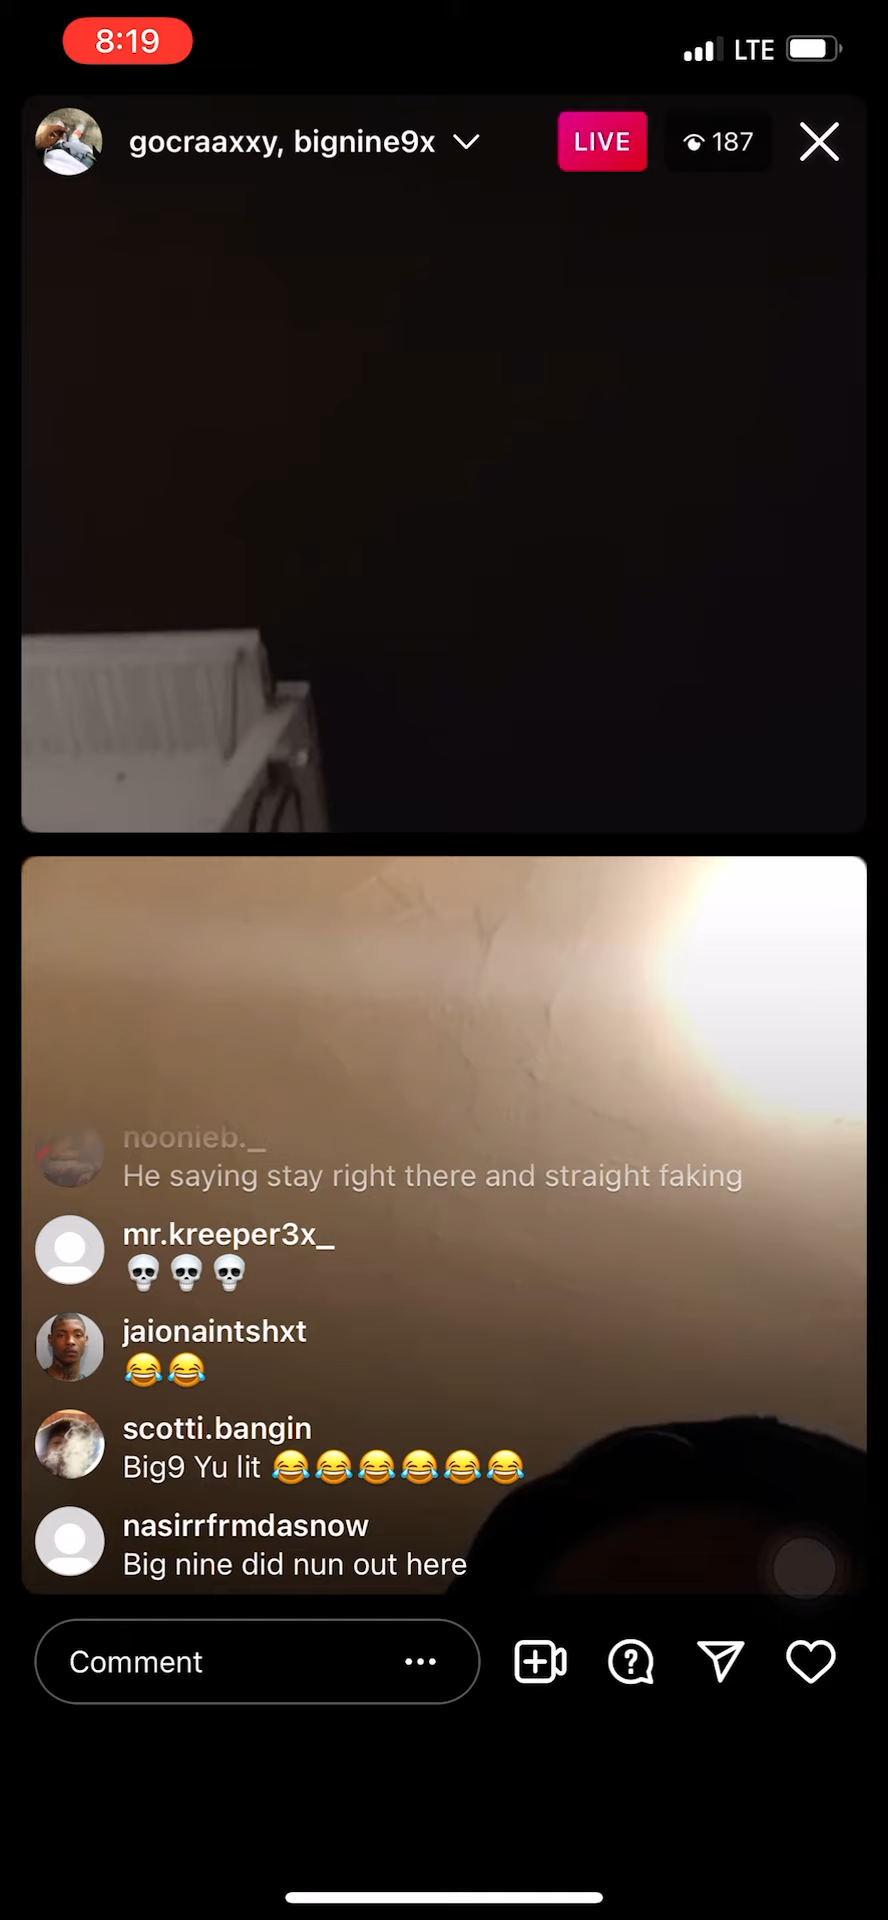 8:19
LTE
gocraaxxy, bignine9x
LIVE
187
noonieb._
He saying stay right there and straight faking
mr.kreeper3x_
💀💀💀
jaionaintshxt
😂😂
scotti.bangin
Big9 Yu lit 😂😂😂😂😂😂
nasirrfrmdasnow
Big nine did nun out here
Comment